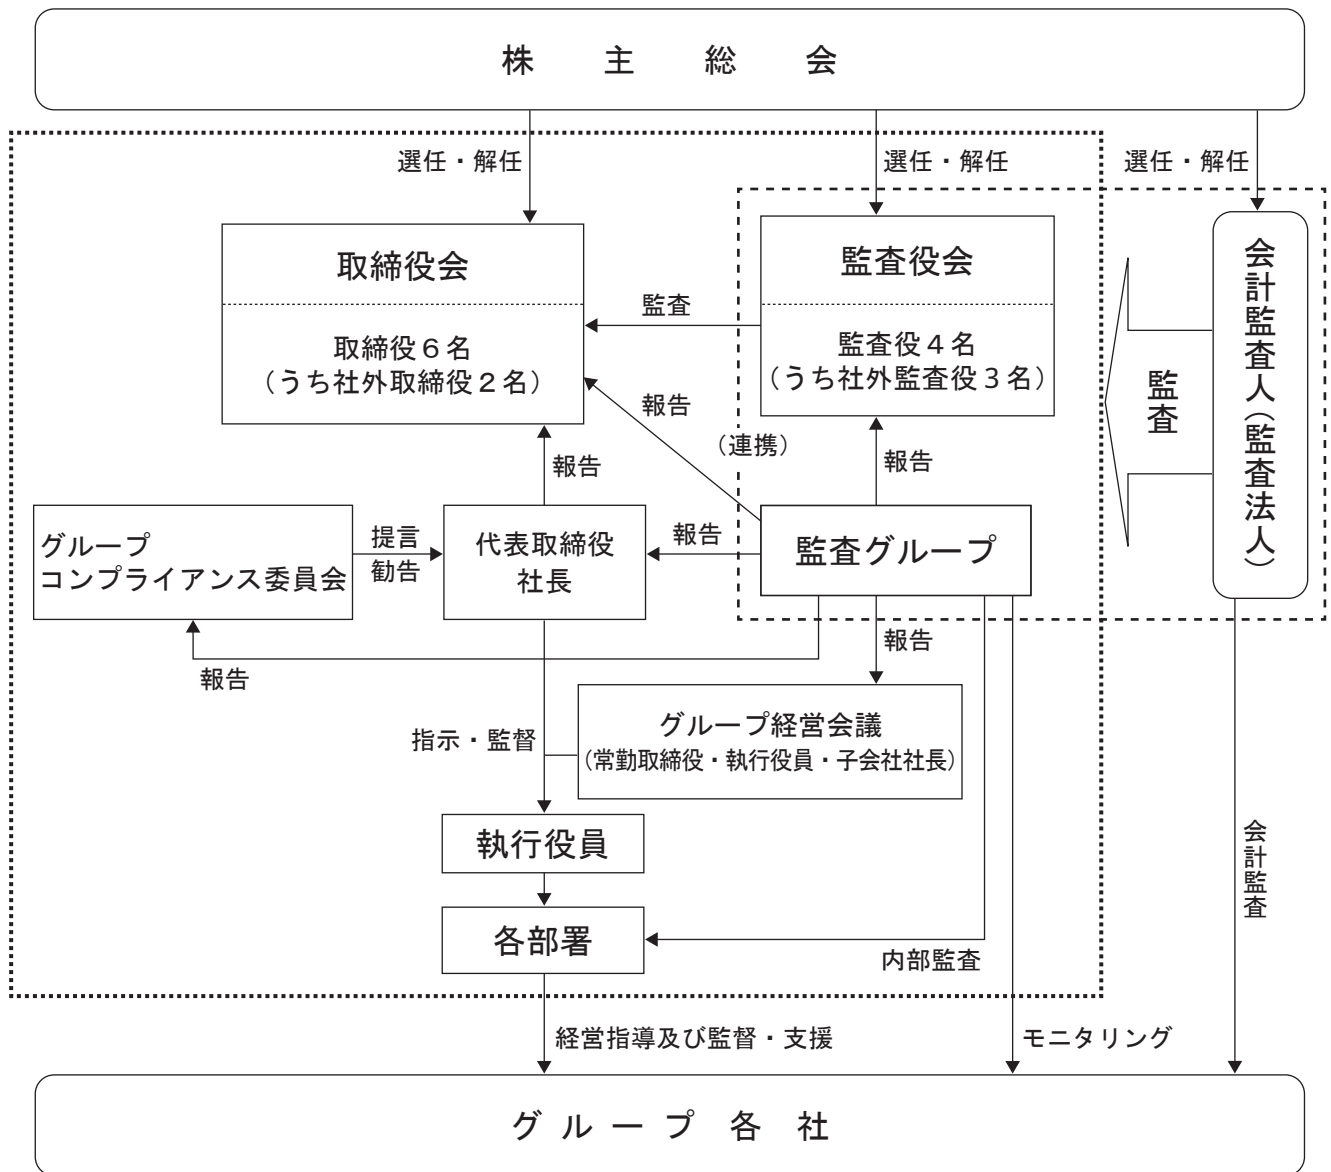 株主総会
選任・解任
選任・解任
選任・解任
取締役会
取締役６名
（うち社外取締役２名）
監査
監査役会
監査役４名
（うち社外監査役３名）
監査
会計監査人（監査法人）
報告
（連携）
報告
報告
グループ
コンプライアンス委員会
提言
勧告
代表取締役
社長
報告
監査グループ
報告
報告
指示・監督
グループ経営会議
（常勤取締役・執行役員・子会社社長）
執行役員
会計監査
各部署
内部監査
経営指導及び監督・支援
モニタリング
グループ各社